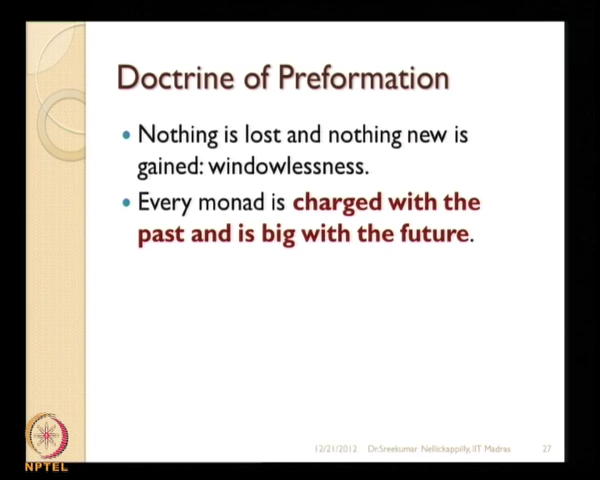 Doctrine of Preformation
• Nothing is lost and nothing new is
gained: windowlessness.
• Every monad is charged with the
past and is big with the future.
12/21/2012 Dr.Sreekumar Nellickappilly, IIT Madras 27
NPTEL